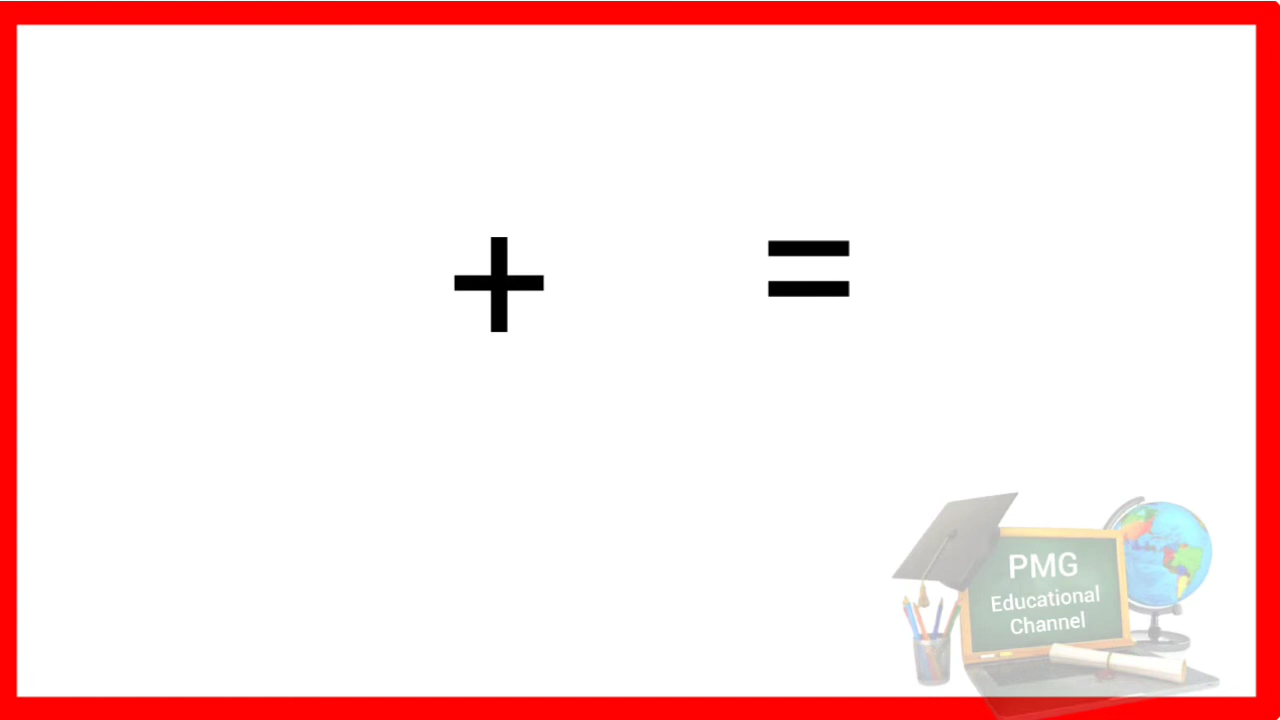 + =
PMG
Educational
Channel